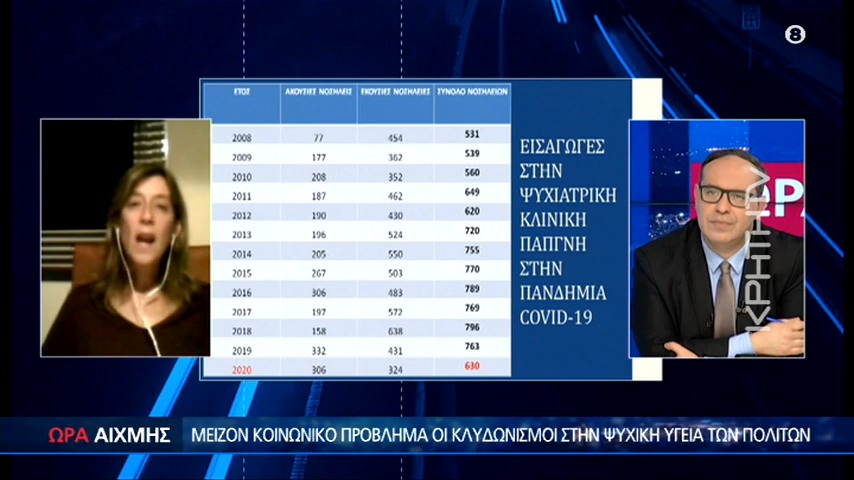 8
ΕΤΟΣ ΑΚΟΥΣΙΕΣ ΝΟΣΗΛΕΙΣ ΕΚΟΥΣΙΕΣ ΝΟΣΗΛΕΙΕΣ ΣΥΝΟΛΟ ΝΟΣΗΛΕΙΩΝ
2008 77 454 531
2009 177 362 539
2010 208 352 560
2011 187 462 649
2012 190 430 620
2013 196 524 720
2014 205 550 755
2015 267 503 770
2016 306 483 789
2017 197 572 769
2018 158 638 796
2019 332 431 763
2020 306 324 630
ΕΙΣΑΓΩΓΕΣ
ΣΤΗΝ
ΨΥΧΙΑΤΡΙΚΗ
ΚΛΙΝΙΚΗ
ΠΑΠΓΝΗ
ΣΤΗΝ
ΠΑΝΔΗΜΙΑ
COVID-19
ΩΡΑ
ΚΡΗΤΗ TV
ΩΡΑ ΑΙΧΜΗΣ ΜΕΙΖΟΝ ΚΟΙΝΩΝΙΚΟ ΠΡΟΒΛΗΜΑ ΟΙ ΚΛΥΔΩΝΙΣΜΟΙ ΣΤΗΝ ΨΥΧΙΚΗ ΥΓΕΙΑ ΤΩΝ ΠΟΛΙΤΩΝ